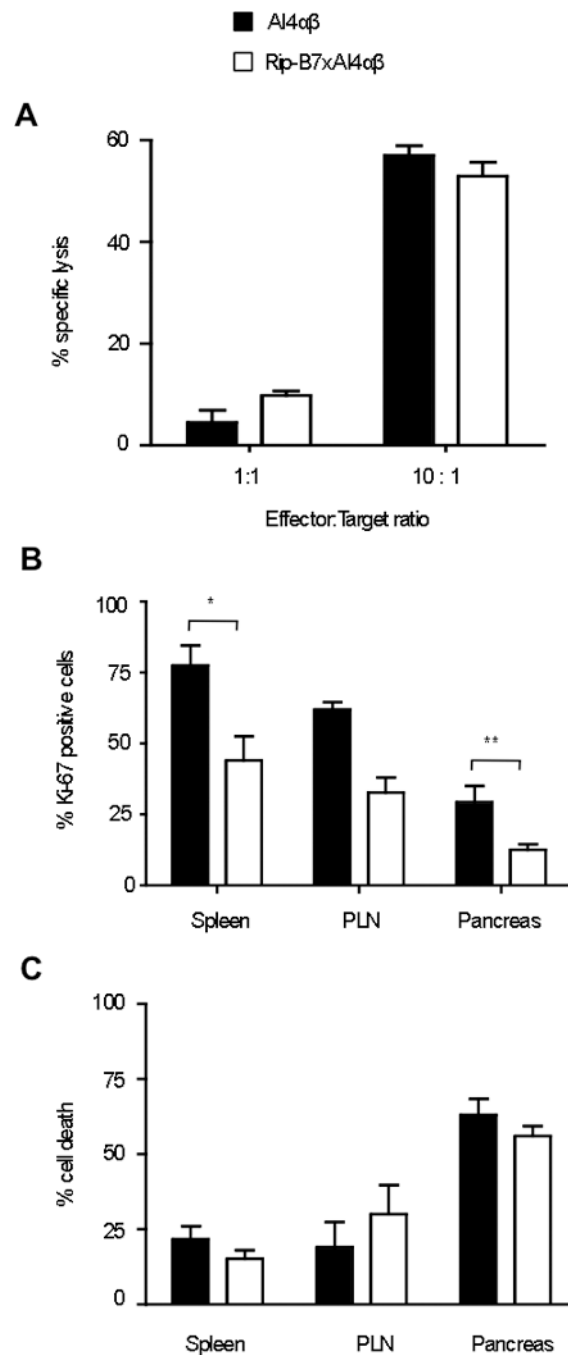 AI4αβ
Rip-B7xAI4αβ
A
60
40
20
0
% specific lysis
1:1
10 : 1
Effector:Target ratio
B
100
75
50
25
0
% Ki-67 positive cells
*
**
Spleen
PLN
Pancreas
C
100
75
50
25
0
% cell death
Spleen
PLN
Pancreas